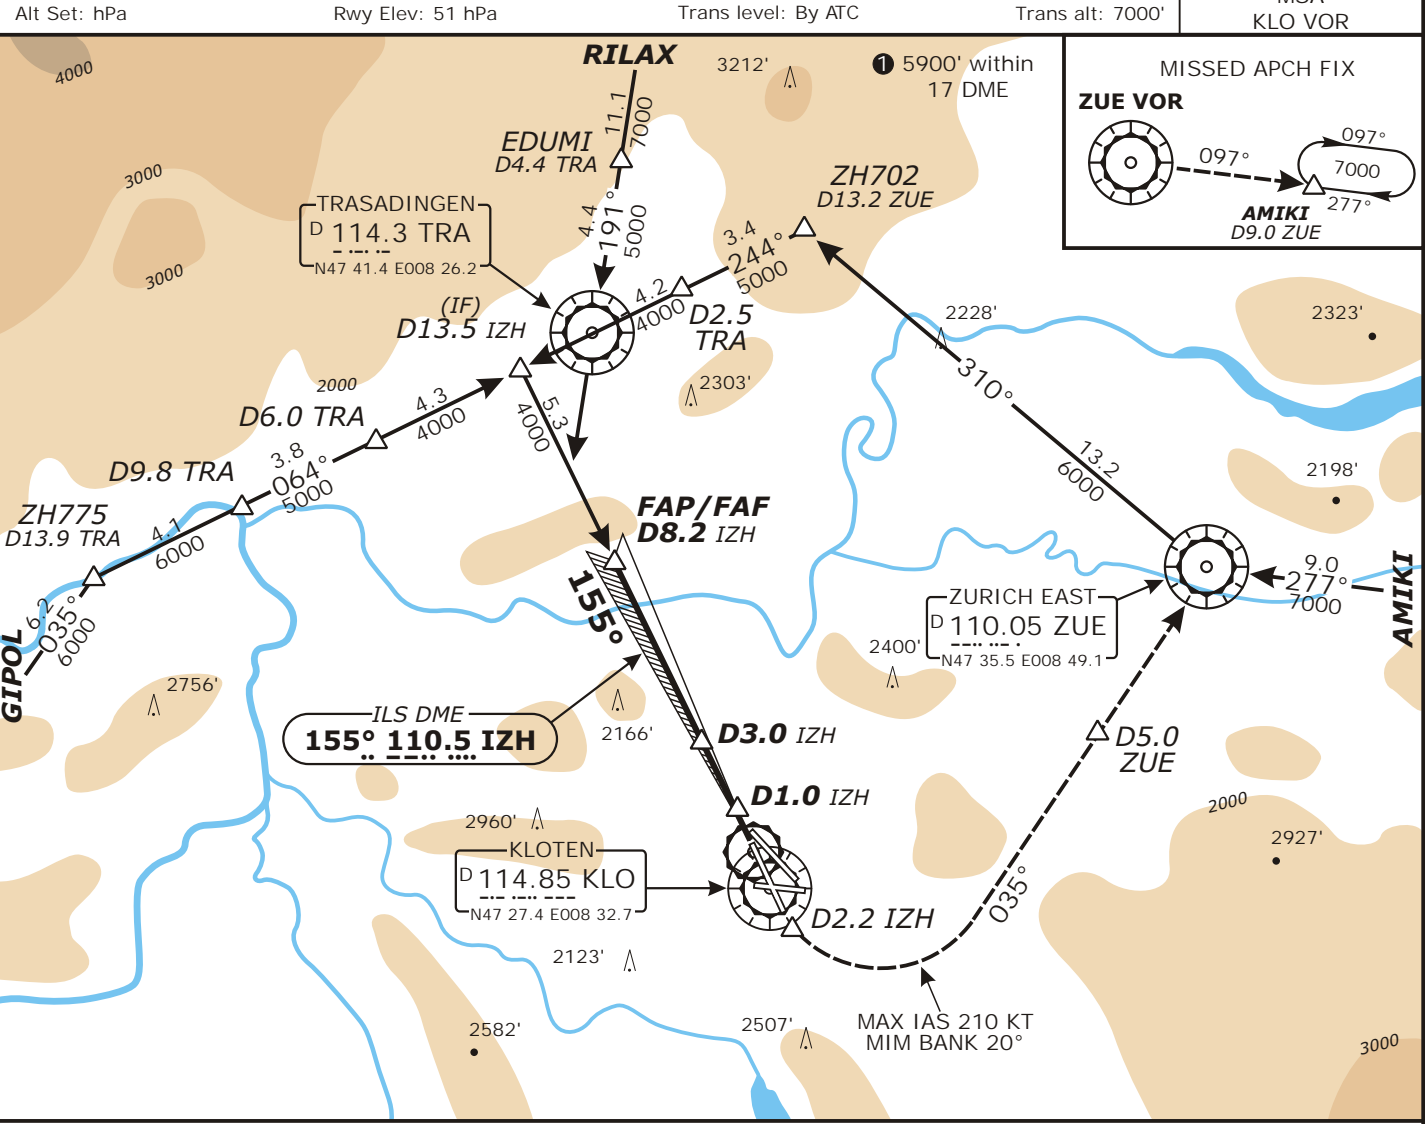 Alt Set: hPa
Rwy Elev: 51 hPa
Trans level: By ATC
Trans alt: 7000'
KLO VOR
4000
RILAX
3212'
❶ 5900' within
17 DME
MISSED APCH FIX
ZUE VOR
097°
097°
7000
277°
AMIKI
D9.0 ZUE
11.1
7000
EDUMI
D4.4 TRA
3000
3000
TRASADINGEN
D 114.3 TRA
N47 41.4 E008 26.2
4.4
191°
5000
ZH702
D13.2 ZUE
3.4
244°
5000
4.2
4000
D2.5
TRA
(IF)
D13.5 IZH
2228'
2323'
2303'
310°
2000
D6.0 TRA
4.3
4000
5.3
4000
13.2
6000
2198'
D9.8 TRA
3.8
064°
5000
ZH775
D13.9 TRA
4.1
6000
FAP/FAF
D8.2 IZH
155°
9.0
277°
7000
AMIKI
6.2
035°
6000
GIPOL
ZURICH EAST
D 110.05 ZUE
N47 35.5 E008 49.1
2400'
2756'
ILS DME
155° 110.5 IZH
2166'
D3.0 IZH
D5.0
ZUE
D1.0 IZH
2000
2960'
2927'
KLOTEN
D 114.85 KLO
N47 27.4 E008 32.7
035°
D2.2 IZH
2123'
2582'
2507'
MAX IAS 210 KT
MIM BANK 20°
3000